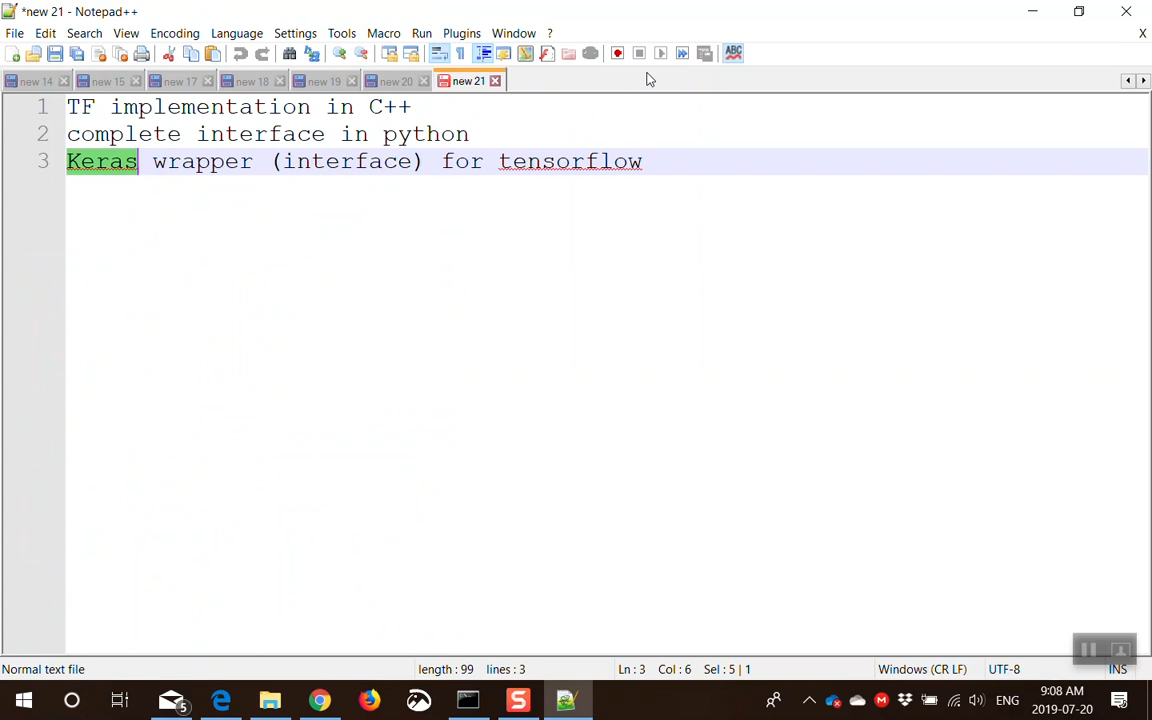 *new 21 - Notepad++
File Edit Search View Encoding Language Settings Tools Macro Run Plugins Window ? X
new 14 new 15 new 17 new 18 new 19 new 20 new 21
1 TF implementation in C++
2 complete interface in python
3 Keras wrapper (interface) for tensorflow
Normal text file length : 99 lines : 3 Ln : 3 Col : 6 Sel : 5 | 1 Windows (CR LF) UTF-8 INS
5 ENG 9:08 AM
2019-07-20